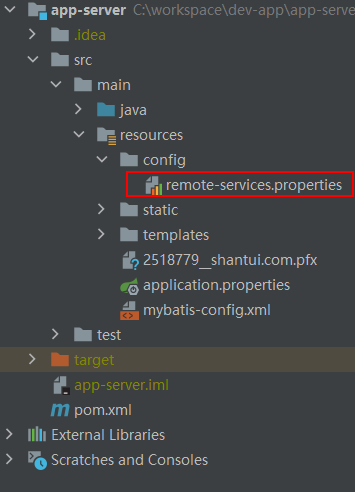 app-server C:\workspace\dev-app\app-serve
.idea
src
main
java
resources
config
remote-services.properties
static
templates
2518779__shantui.com.pfx
application.properties
mybatis-config.xml
test
target
app-server.iml
pom.xml
External Libraries
Scratches and Consoles